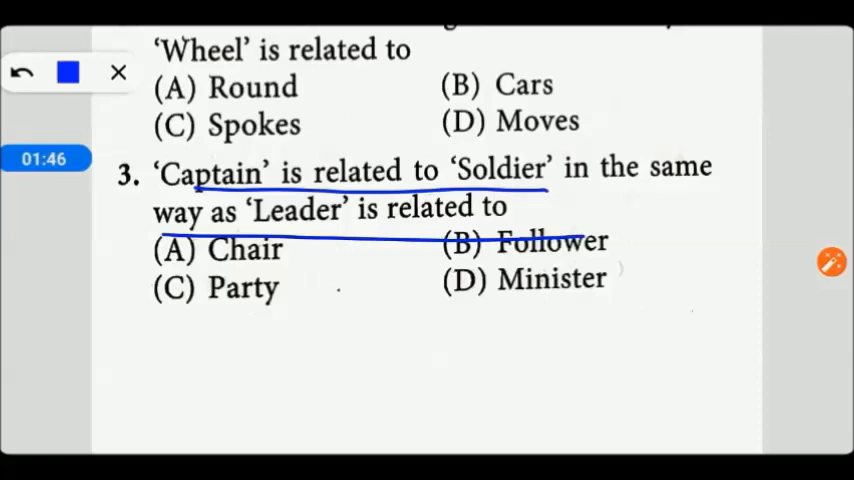 'Wheel' is related to
(A) Round (B) Cars
(C) Spokes (D) Moves
01:46
3. 'Captain' is related to 'Soldier' in the same
way as 'Leader' is related to
(A) Chair (B) Follower
(C) Party (D) Minister